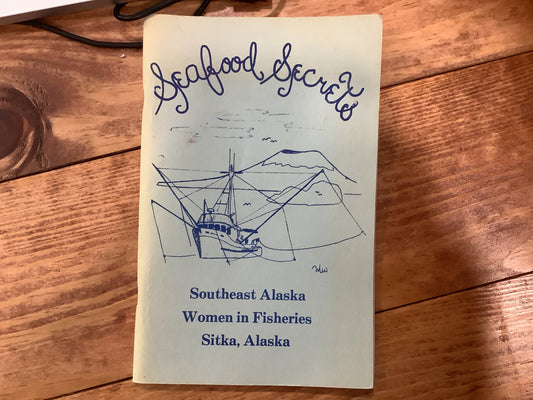 Seafood Secrets
Southeast Alaska
Women in Fisheries
Sitka, Alaska